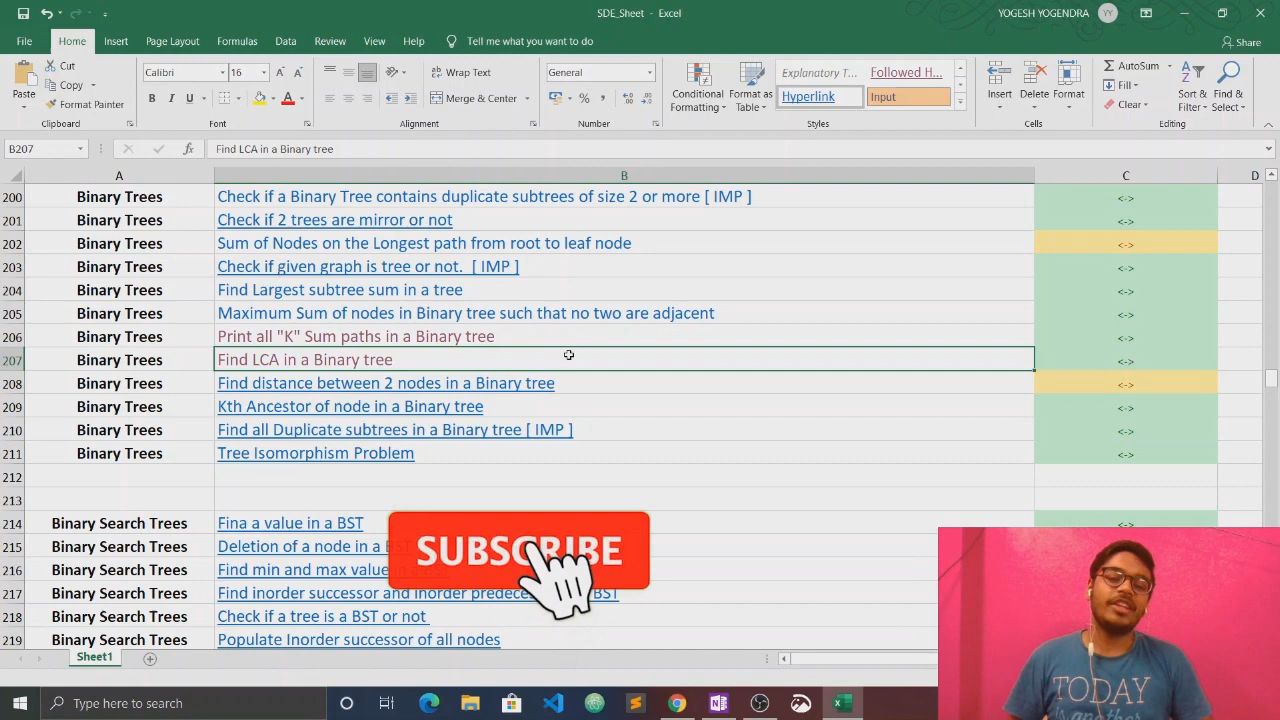 SDE_Sheet - Excel
YOGESH YOGENDRA
YY
File Home Insert Page Layout Formulas Data Review View Help Tell me what you want to do
Share
Paste
Cut
Copy
Format Painter
Clipboard
Calibri 16
B I U A
Font
Wrap Text
Merge & Center
Alignment
General
%
Number
Conditional
Formatting
Format as
Table
Explanatory T...
Followed H...
Hyperlink
Input
Styles
Insert
Delete
Format
Cells
AutoSum
Fill
Clear
Sort &
Filter
Find &
Select
Editing
B207 fx Find LCA in a Binary tree
A B C D
200 Binary Trees Check if a Binary Tree contains duplicate subtrees of size 2 or more [ IMP ] <->
201 Binary Trees Check if 2 trees are mirror or not <->
202 Binary Trees Sum of Nodes on the Longest path from root to leaf node <->
203 Binary Trees Check if given graph is tree or not. [ IMP ] <->
204 Binary Trees Find Largest subtree sum in a tree <->
205 Binary Trees Maximum Sum of nodes in Binary tree such that no two are adjacent <->
206 Binary Trees Print all "K" Sum paths in a Binary tree <->
207 Binary Trees Find LCA in a Binary tree <->
208 Binary Trees Find distance between 2 nodes in a Binary tree <->
209 Binary Trees Kth Ancestor of node in a Binary tree <->
210 Binary Trees Find all Duplicate subtrees in a Binary tree [ IMP ] <->
211 Binary Trees Tree Isomorphism Problem <->
212
213
214 Binary Search Trees Fina a value in a BST <->
215 Binary Search Trees Deletion of a node in a BST
216 Binary Search Trees Find min and max value
217 Binary Search Trees Find inorder successor and inorder BST
218 Binary Search Trees Check if a tree is a BST or not
219 Binary Search Trees Populate Inorder successor of all nodes
SUBSCRIBE
TODAY
is another
Sheet1
Type here to search